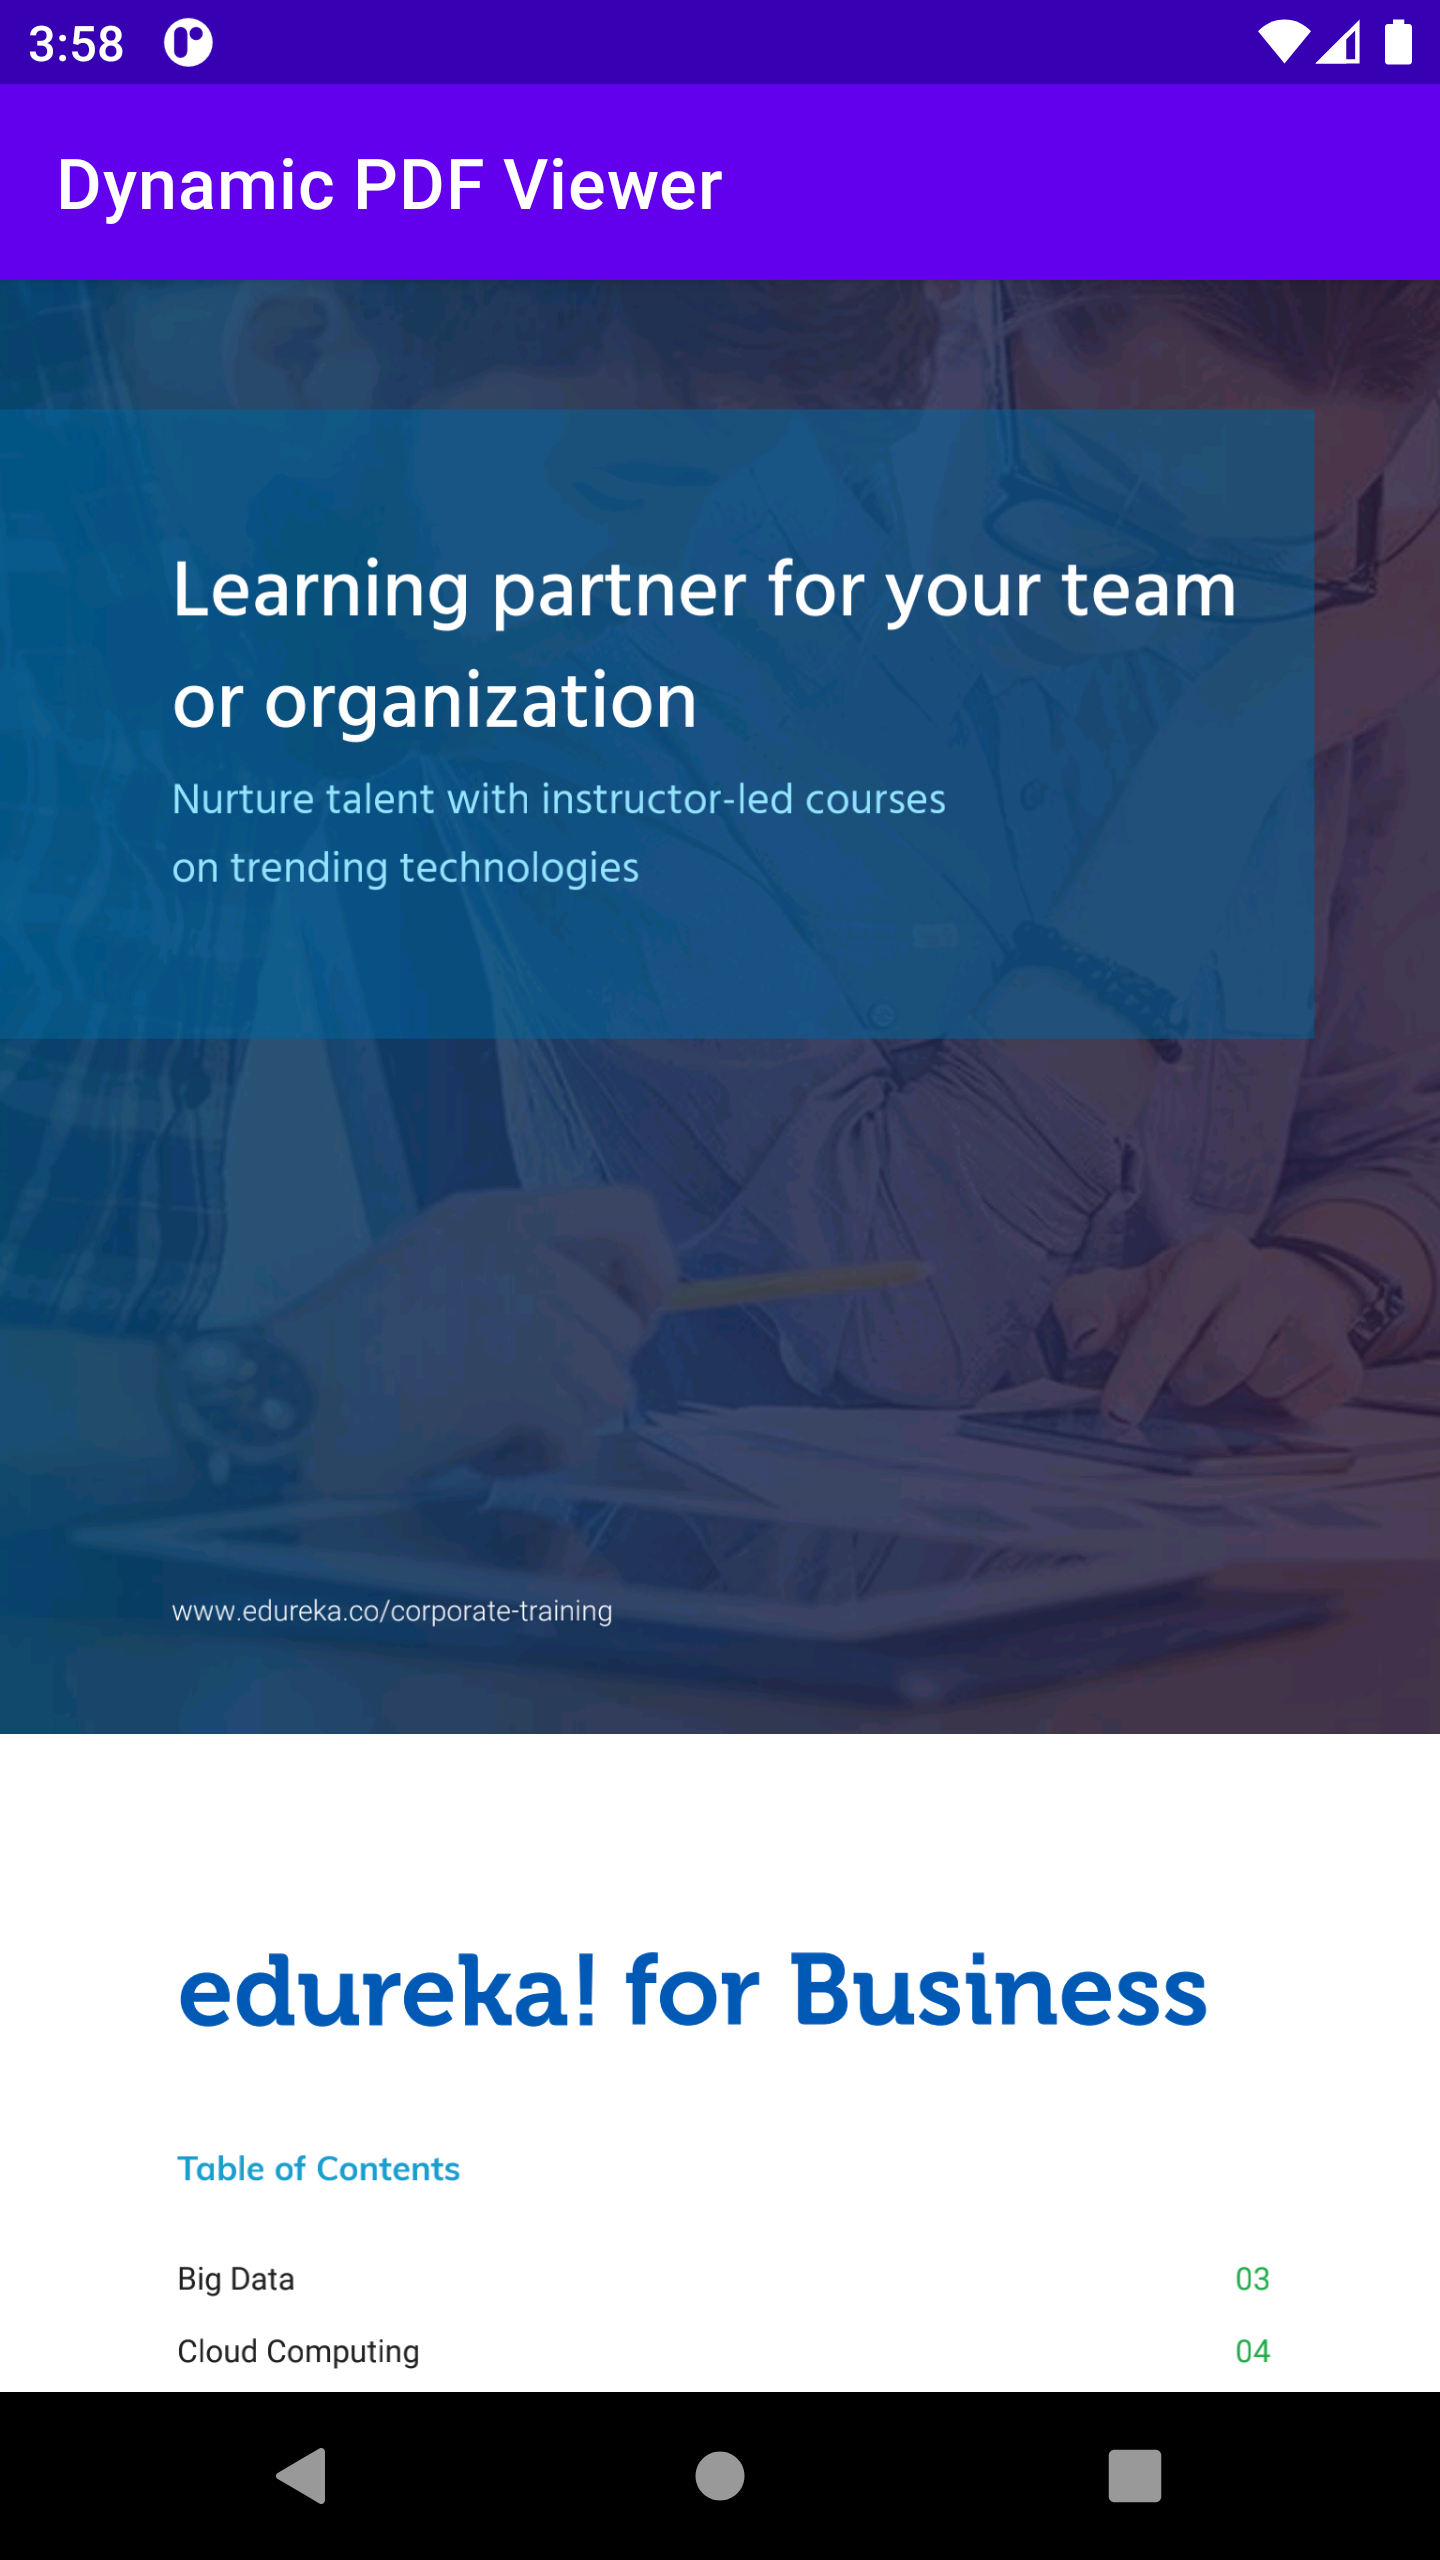 3:58
Dynamic PDF Viewer
Learning partner for your team
or organization
Nurture talent with instructor-led courses
on trending technologies
www.edureka.co/corporate-training
edureka! for Business
Table of Contents
Big Data 03
Cloud Computing 04